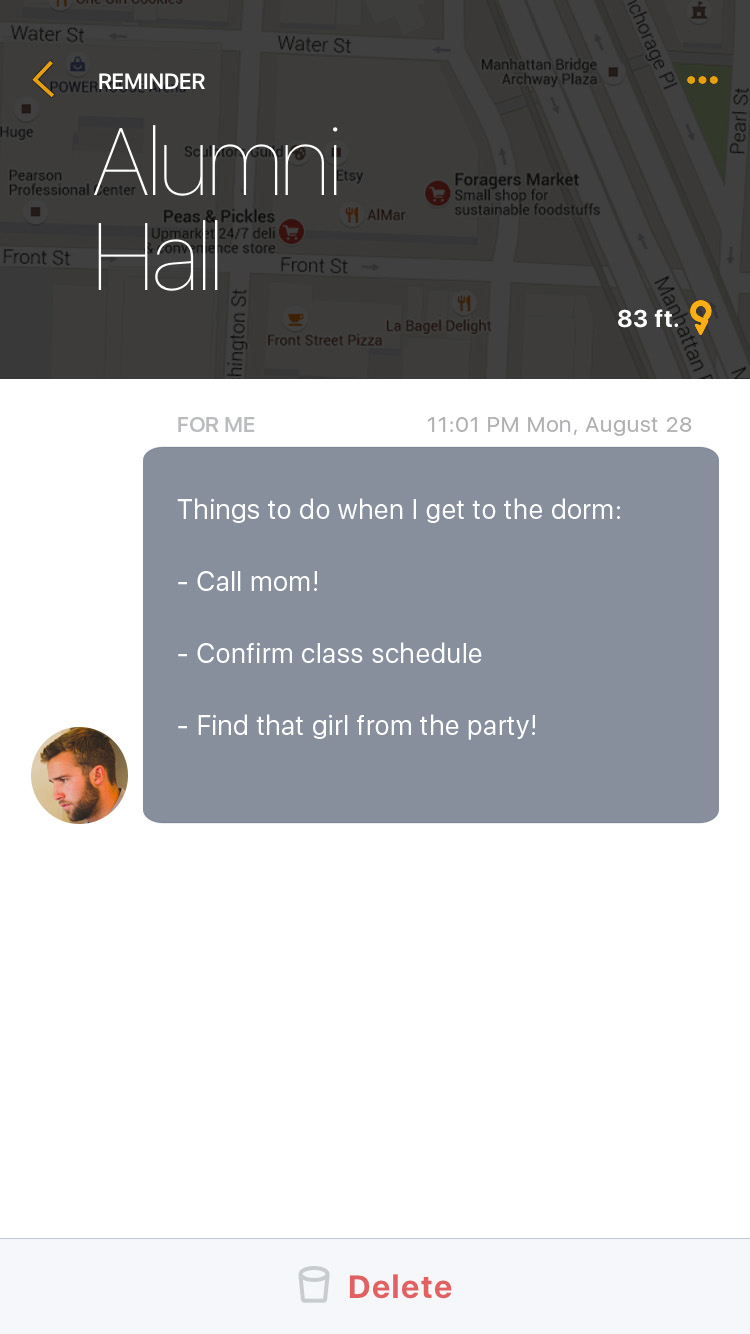 One Girl Cookies
Water St
Water St
Manhattan Bridge
Archway Plaza
Anchorage Pl
Pearl St
REMINDER
Huge
Alumni
Hall
Etsy
Pearson
Professional Center
Foragers Market
Small shop for
sustainable foodstuffs
AlMar
Peas & Pickles
Upmarket 24/7 deli
& convenience store
Front St
Front St
83 ft.
La Bagel Delight
Front Street Pizza
hington St
FOR ME
11:01 PM Mon, August 28
Things to do when I get to the dorm:
- Call mom!
- Confirm class schedule
- Find that girl from the party!
Delete